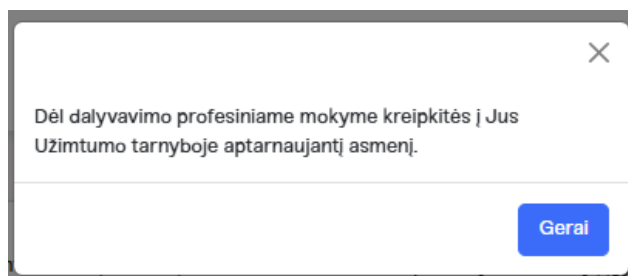 Dėl dalyvavimo profesiniame mokyme kreipkitės į Jus
Užimtumo tarnyboje aptarnaujantį asmenį.
Gerai